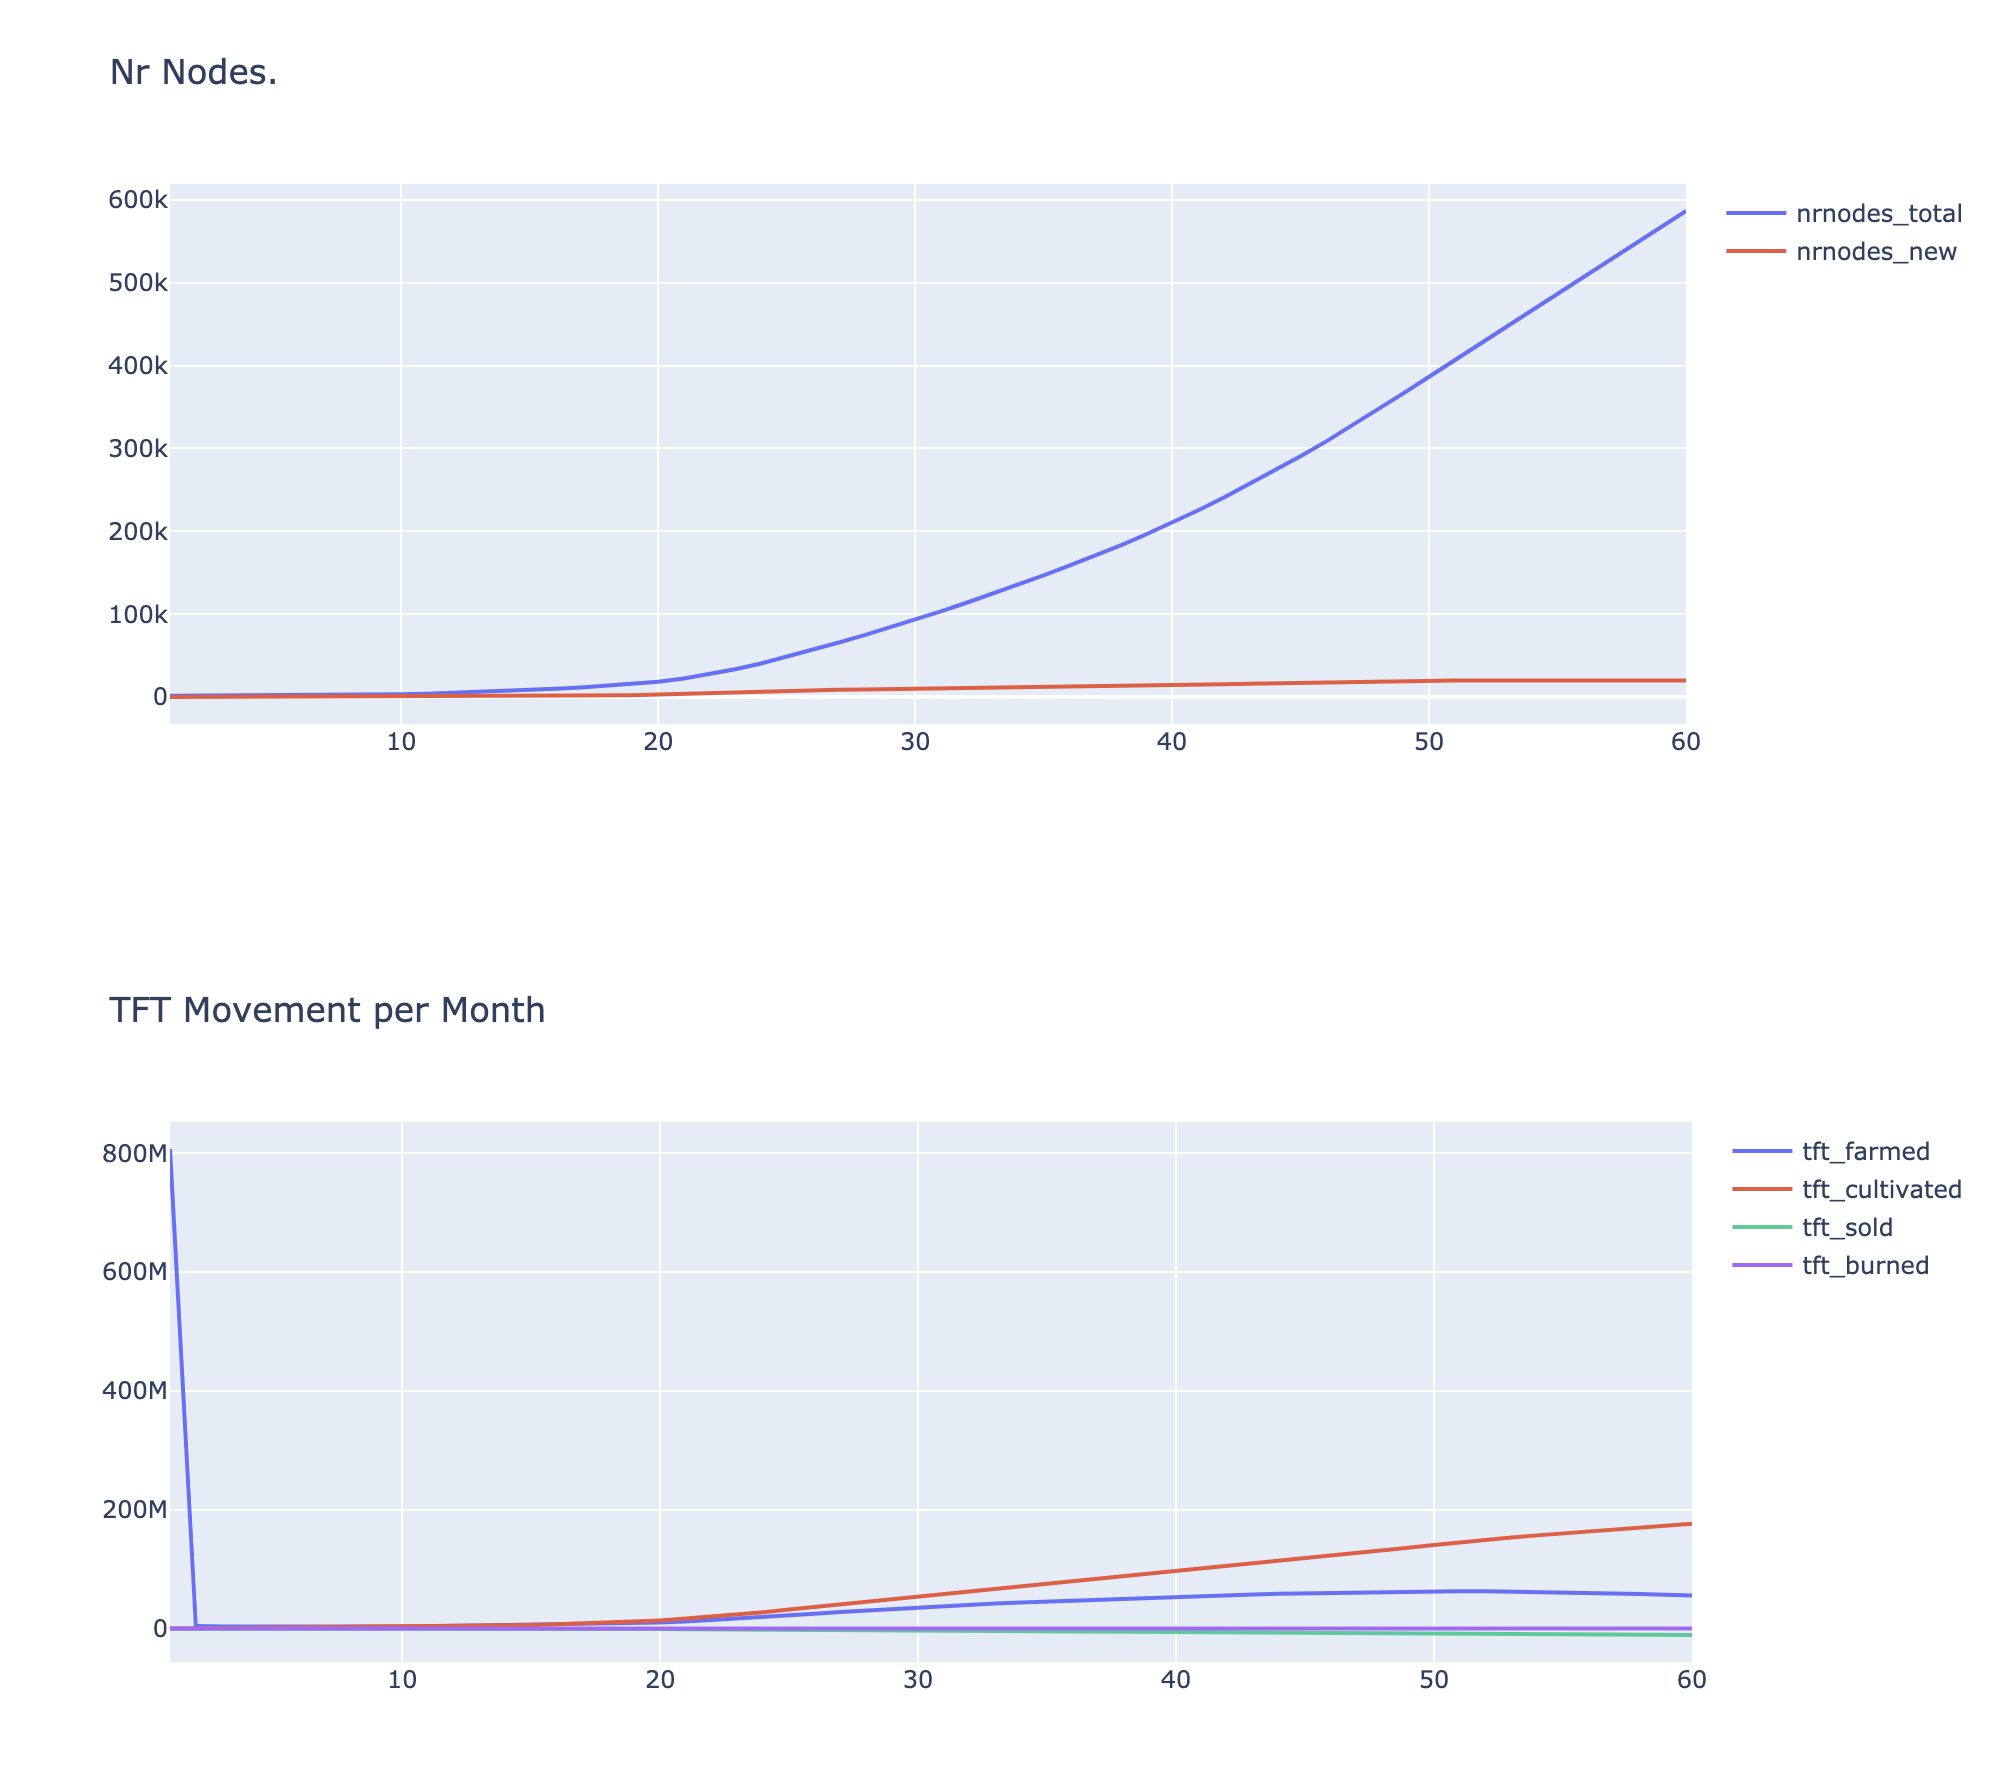 Nr Nodes.
600k
500k
400k
300k
200k
100k
0
10 20 30 40 50 60
nrnodes_total
nrnodes_new
TFT Movement per Month
800M
600M
400M
200M
0
10 20 30 40 50 60
tft_farmed
tft_cultivated
tft_sold
tft_burned